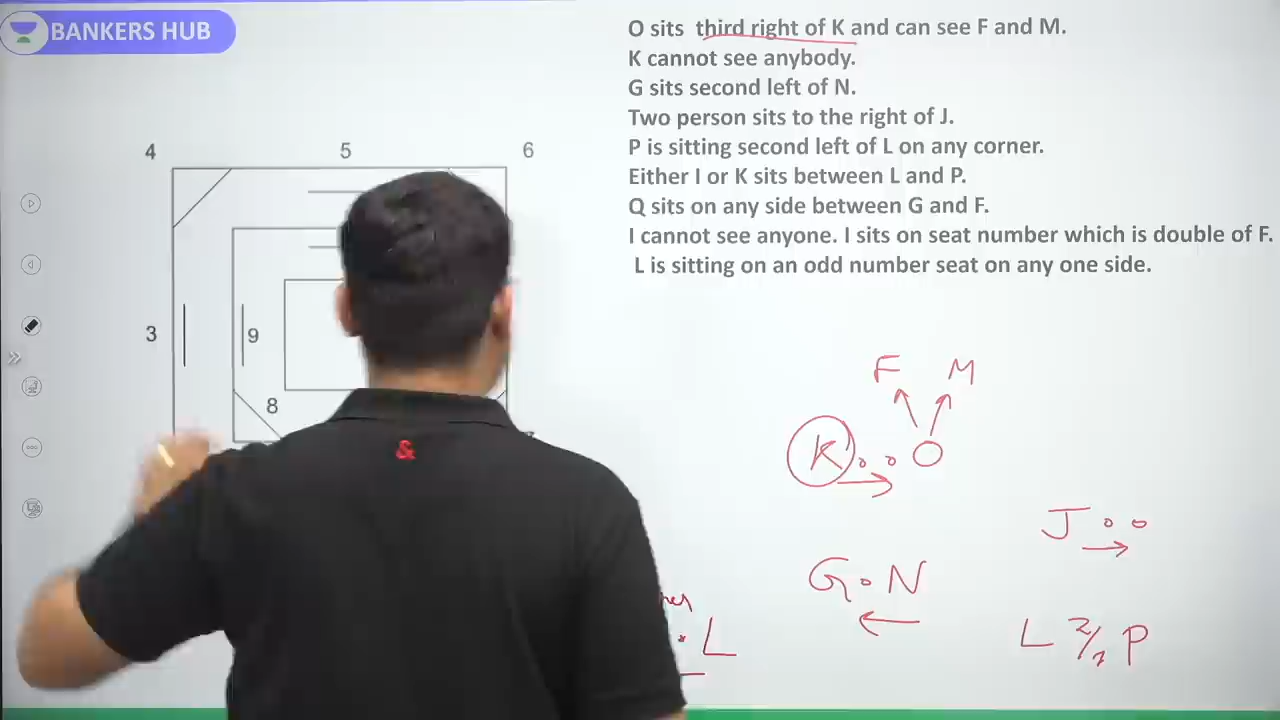 BANKERS HUB
O sits third right of K and can see F and M.
K cannot see anybody.
G sits second left of N.
Two person sits to the right of J.
P is sitting second left of L on any corner.
Either I or K sits between L and P.
Q sits on any side between G and F.
I cannot see anyone. I sits on seat number which is double of F.
L is sitting on an odd number seat on any one side.
4 5 6
3 9
8
&
F M
K O
J
G N
L P
L